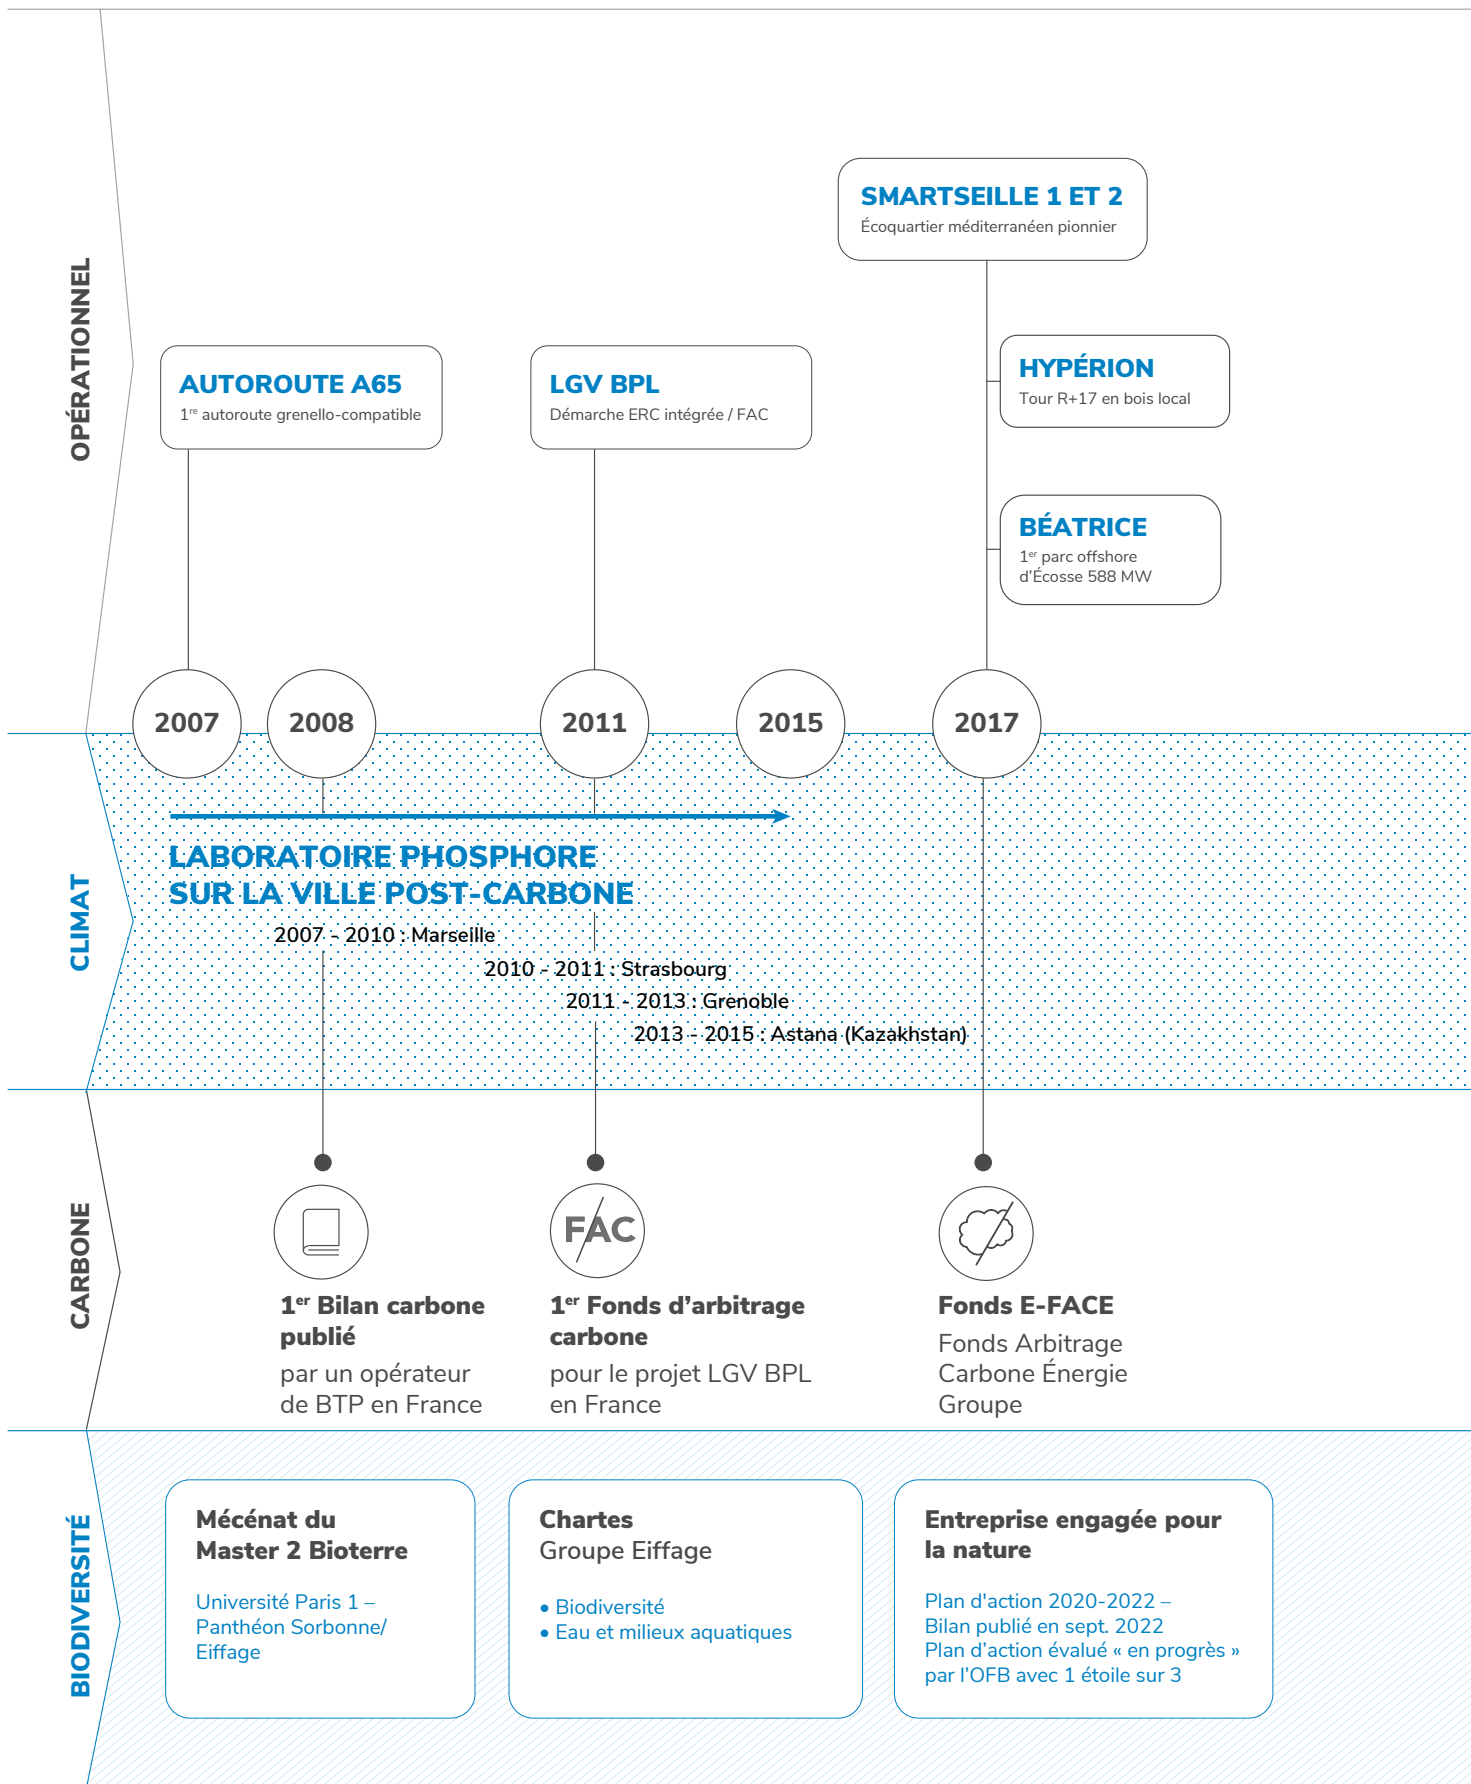 OPÉRATIONNEL
SMARTSEILLE 1 ET 2
Écoquartier méditerranéen pionnier
HYPÉRION
Tour R+17 en bois local
AUTOROUTE A65
1re autoroute grenello-compatible
LGV BPL
Démarche ERC intégrée / FAC
BÉATRICE
1er parc offshore
d'Écosse 588 MW
2007
2008
2011
2015
2017
CLIMAT
LABORATOIRE PHOSPHORE
SUR LA VILLE POST-CARBONE
2007 - 2010 : Marseille
2010 - 2011 : Strasbourg
2011 - 2013 : Grenoble
2013 - 2015 : Astana (Kazakhstan)
CARBONE
1er Bilan carbone
publié
par un opérateur
de BTP en France
FAC
1er Fonds d'arbitrage
carbone
pour le projet LGV BPL
en France
Fonds E-FACE
Fonds Arbitrage
Carbone Énergie
Groupe
BIODIVERSITÉ
Mécénat du
Master 2 Bioterre
Université Paris 1 –
Panthéon Sorbonne/
Eiffage
Chartes
Groupe Eiffage
• Biodiversité
• Eau et milieux aquatiques
Entreprise engagée pour
la nature
Plan d'action 2020-2022 –
Bilan publié en sept. 2022
Plan d'action évalué « en progrès »
par l'OFB avec 1 étoile sur 3